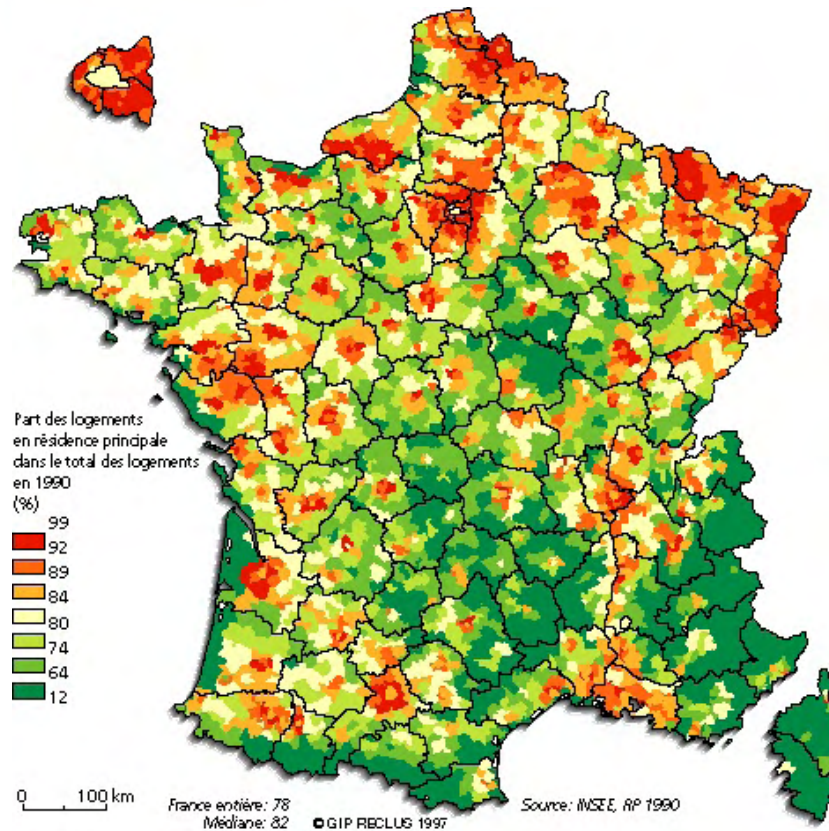 Part des logements
en résidence principale
dans le total des logements
en 1990
(%)
99
92
89
84
80
74
64
12
0 100 km
France entière: 78
Médiane: 82
© GIP RECLUS 1997
Source: INSEE, RP 1990